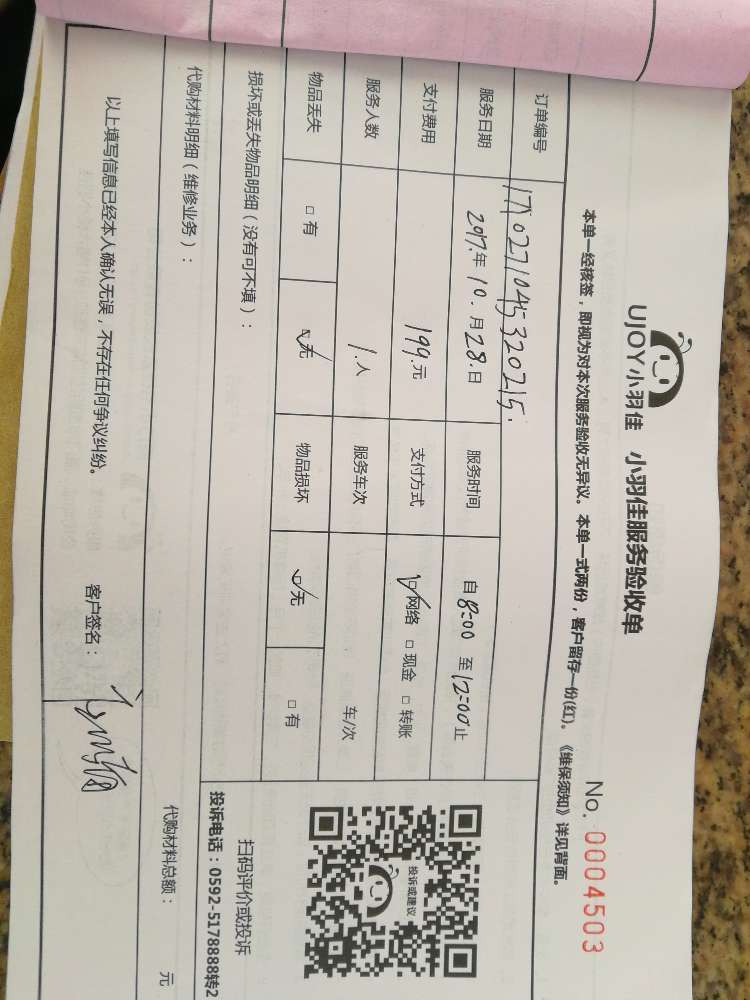 UJOY小羽佳 小羽佳服务验收单 No. 0004503
本单一经核签，即视为对本次服务验收无异议。本单一式两份，客户留存一份(红)。《维保须知》详见背面。
订单编号 1710271045320215.
服务日期 2017.年10.月28.日 服务时间 自8:00至12:00止
支付费用 199.元 支付方式 ☑网络 □现金 □转账
服务人数 1.人 服务车次 车/次
物品丢失 □有 ☑无 物品损坏 ☑无 □有
投诉或建议
扫码评价或投诉
投诉电话：0592-5178888转2
损坏或丢失物品明细（没有可不填）：
代购材料明细（维修业务）： 代购材料总额： 元
以上填写信息已经本人确认无误，不存在任何争议纠纷。 客户签名：